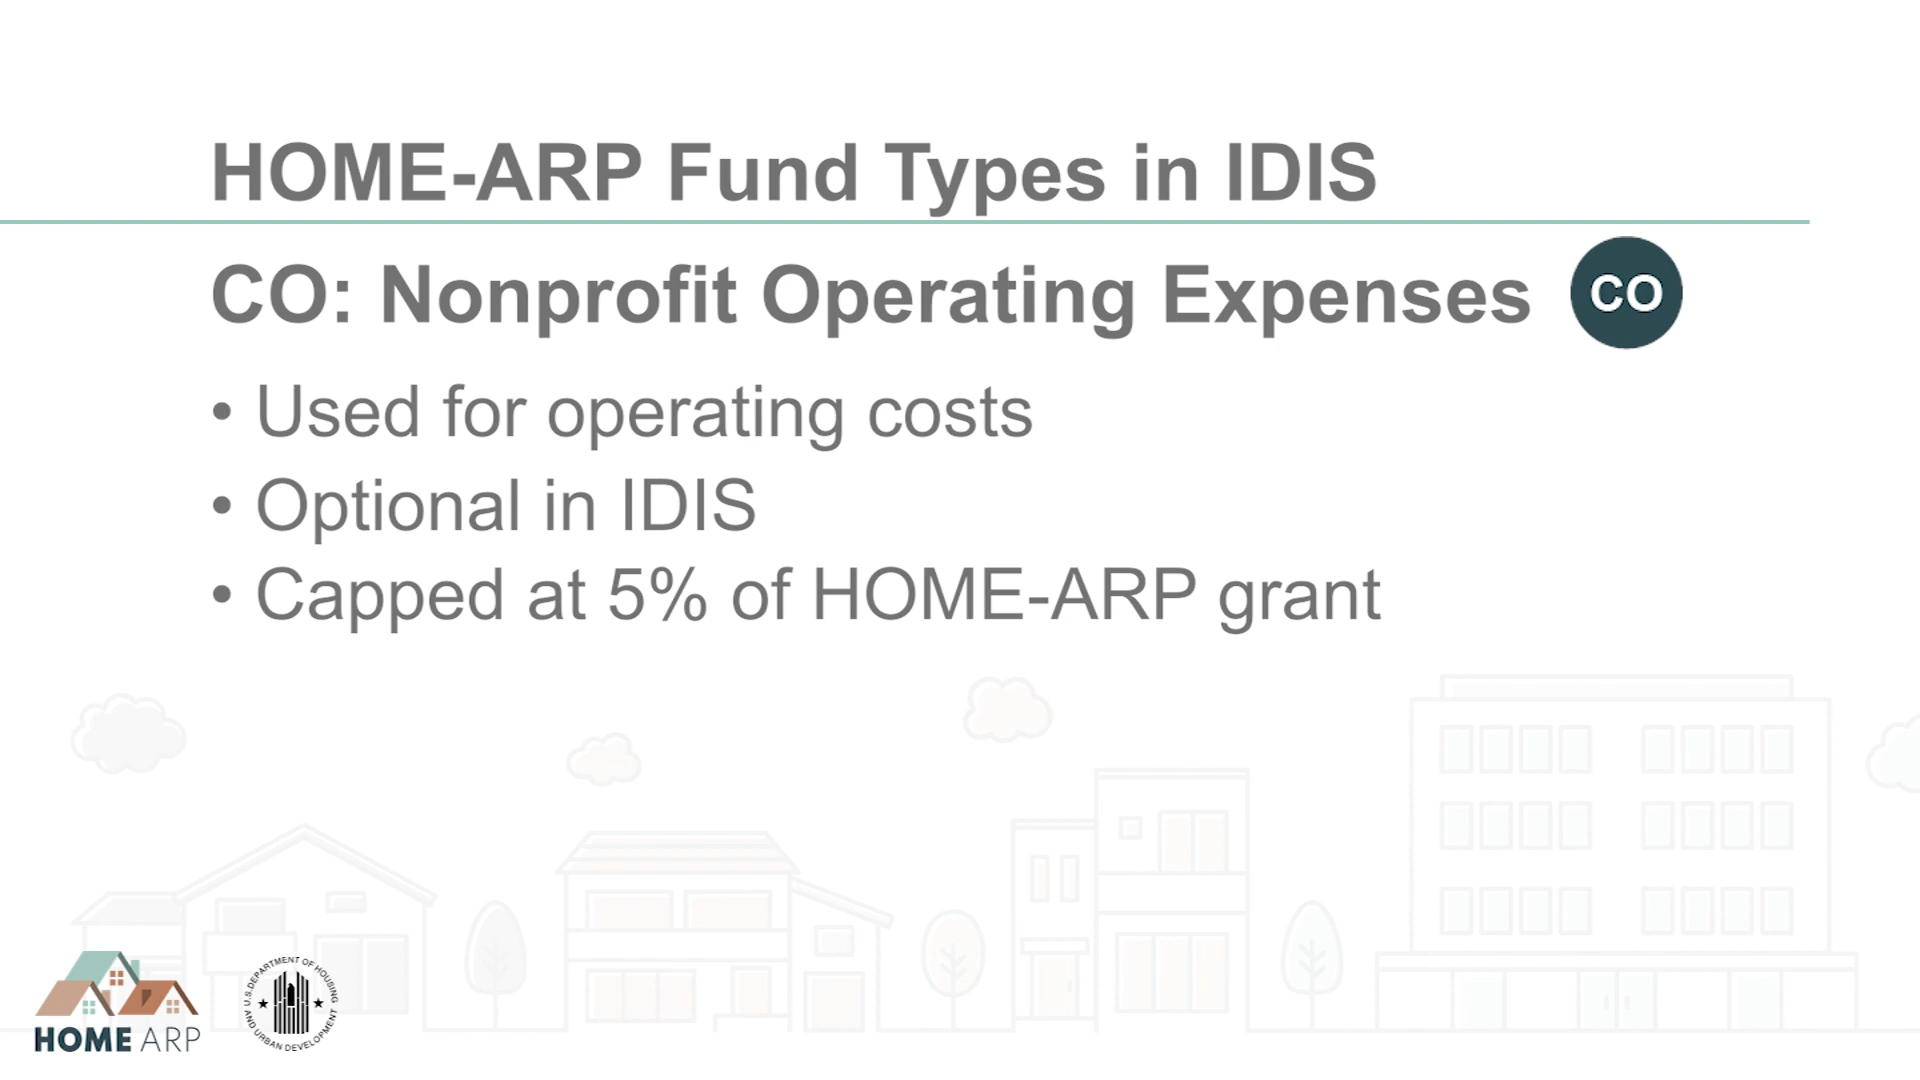 HOME-ARP Fund Types in IDIS
CO: Nonprofit Operating Expenses
CO
• Used for operating costs
• Optional in IDIS
• Capped at 5% of HOME-ARP grant
HOME ARP
U.S. DEPARTMENT OF HOUSING
AND URBAN DEVELOPMENT